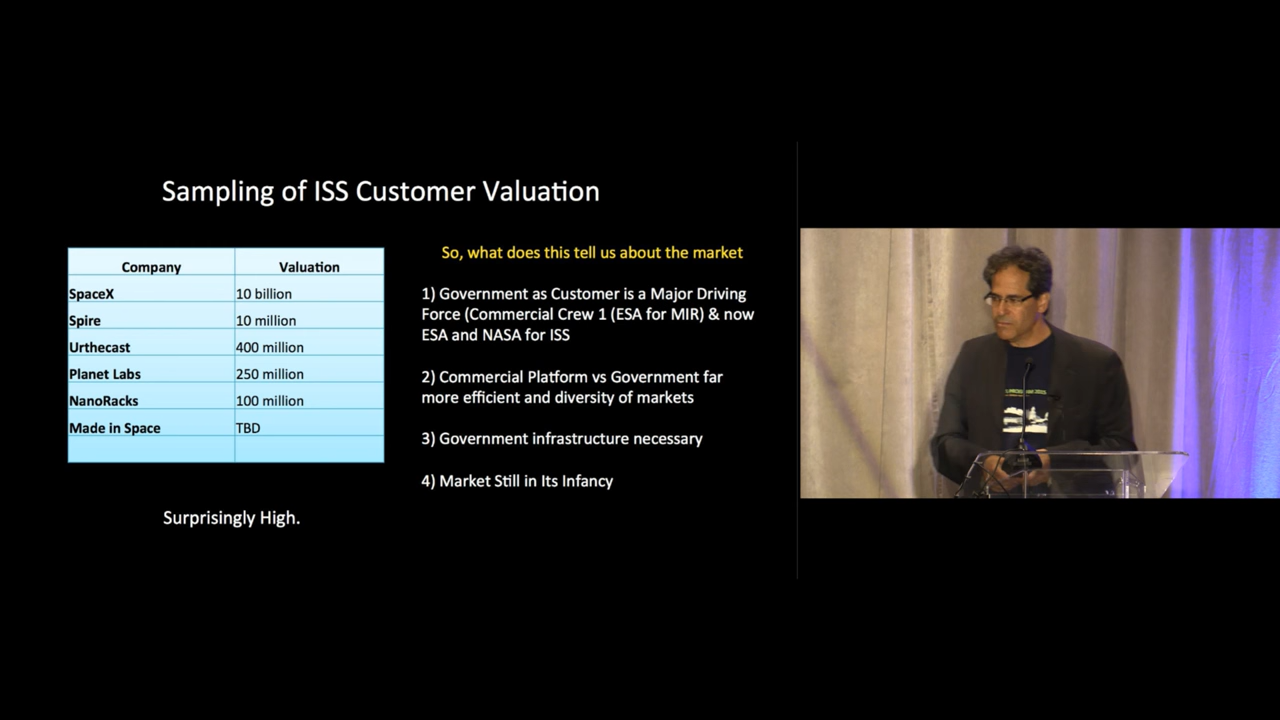 Sampling of ISS Customer Valuation
Company Valuation
SpaceX 10 billion
Spire 10 million
Urthecast 400 million
Planet Labs 250 million
NanoRacks 100 million
Made in Space TBD
Surprisingly High.
So, what does this tell us about the market
1) Government as Customer is a Major Driving
Force (Commercial Crew 1 (ESA for MIR) & now
ESA and NASA for ISS
2) Commercial Platform vs Government far
more efficient and diversity of markets
3) Government infrastructure necessary
4) Market Still in Its Infancy